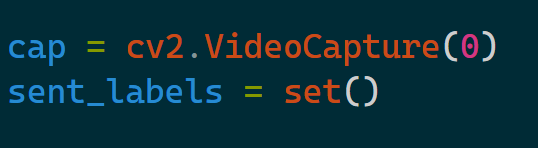 cap = cv2.VideoCapture(0)
sent_labels = set()